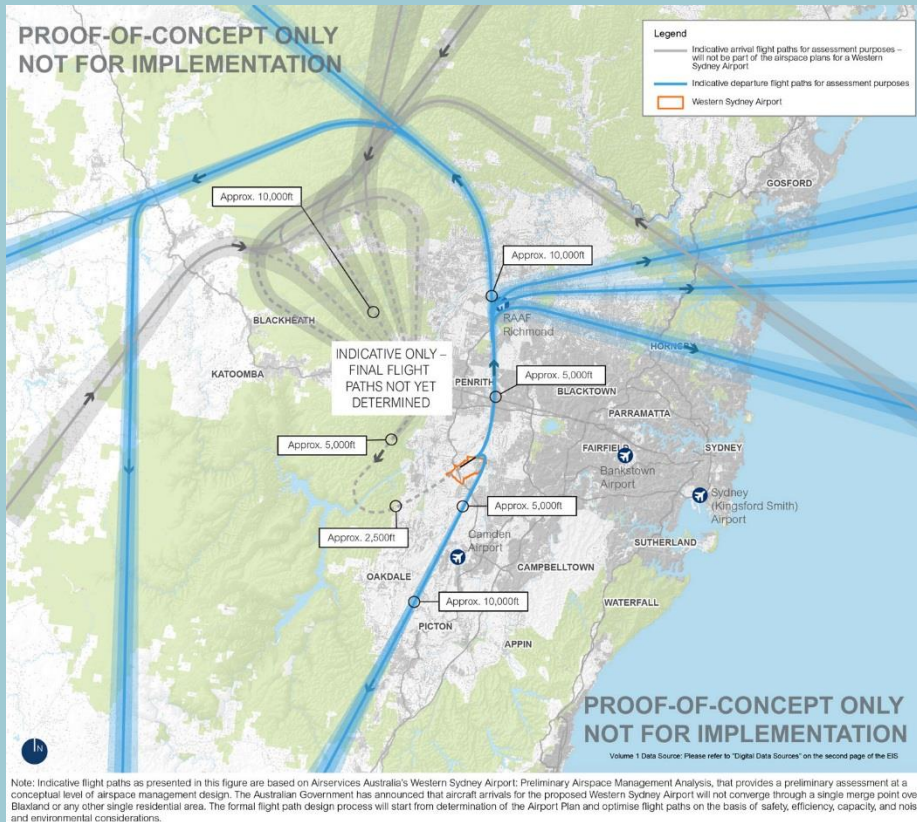 PROOF-OF-CONCEPT ONLY
NOT FOR IMPLEMENTATION
Legend
Indicative arrival flight paths for assessment purposes –
will not be part of the airspace plans for a Western
Sydney Airport
Indicative departure flight paths for assessment purposes
Western Sydney Airport
GOSFORD
Approx. 10,000ft
Approx. 10,000ft
RAAF
Richmond
BLACKHEATH
HORNSBY
INDICATIVE ONLY –
FINAL FLIGHT
PATHS NOT YET
DETERMINED
KATOOMBA
PENRITH
Approx. 5,000ft
BLACKTOWN
PARRAMATTA
Approx. 5,000ft
FAIRFIELD
SYDNEY
Bankstown
Airport
Sydney
(Kingsford Smith)
Airport
Approx. 5,000ft
Approx. 2,500ft
Camden
Airport
SUTHERLAND
OAKDALE
CAMPBELLTOWN
Approx. 10,000ft
WATERFALL
PICTON
APPIN
PROOF-OF-CONCEPT ONLY
NOT FOR IMPLEMENTATION
N
Volume 1 Data Source: Please refer to "Digital Data Sources" on the second page of the EIS
Note: Indicative flight paths as presented in this figure are based on Airservices Australia's Western Sydney Airport: Preliminary Airspace Management Analysis, that provides a preliminary assessment at a
conceptual level of airspace management design. The Australian Government has announced that aircraft arrivals for the proposed Western Sydney Airport will not converge through a single merge point ove
Blaxland or any other single residential area. The formal flight path design process will start from determination of the Airport Plan and optimise flight paths on the basis of safety, efficiency, capacity, and nois
and environmental considerations.